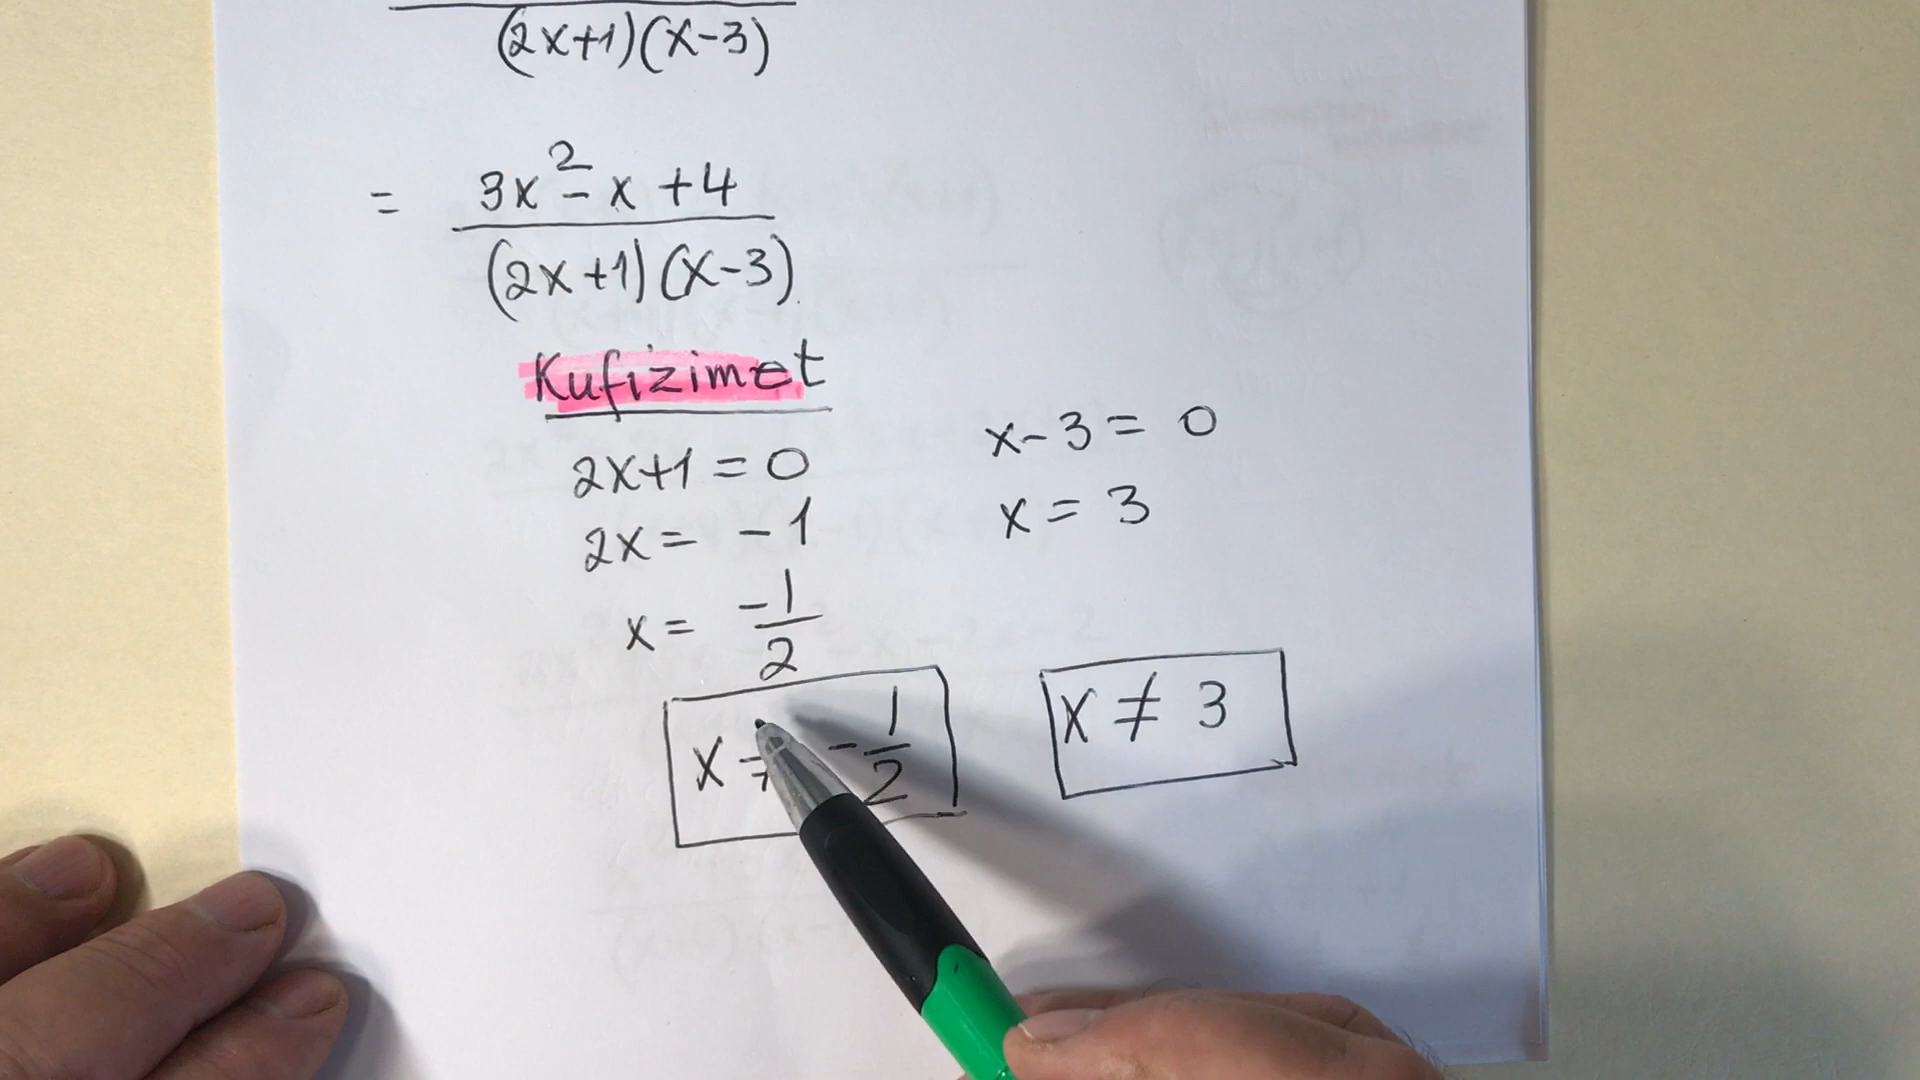 (2x+1)(x-3)
= 3x² - x + 4
(2x+1)(x-3)
Kufizimet
2x+1 = 0
2x = -1
x = -1/2
x ≠ -1/2
x-3 = 0
x = 3
x ≠ 3